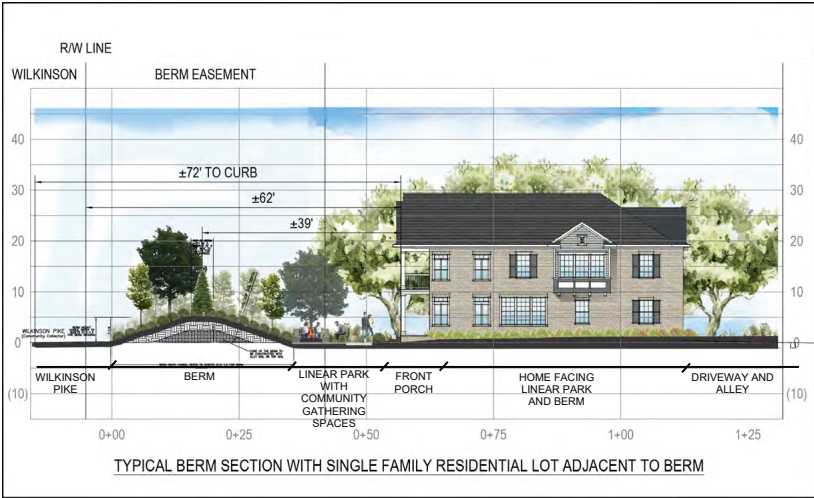 R/W LINE
WILKINSON
BERM EASEMENT
40
40
±72' TO CURB
30
30
±62'
±39'
20
20
10
10
WILKINSON PIKE
(Community Collector)
0
0
WILKINSON
PIKE
BERM
LINEAR PARK
WITH
COMMUNITY
GATHERING
SPACES
FRONT
PORCH
HOME FACING
LINEAR PARK
AND BERM
DRIVEWAY AND
ALLEY
(10)
(10)
0+00
0+25
0+50
0+75
1+00
1+25
TYPICAL BERM SECTION WITH SINGLE FAMILY RESIDENTIAL LOT ADJACENT TO BERM